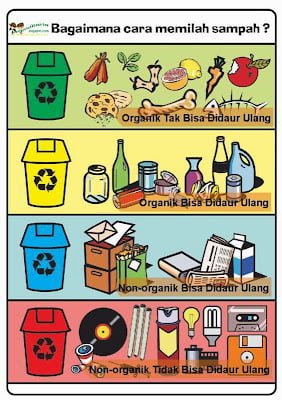 Bagaimana cara memilah sampah ?
Organik Tak Bisa Didaur Ulang
Organik Bisa Didaur Ulang
Non-organik Bisa Didaur Ulang
Non-organik Tidak Bisa Didaur Ulang